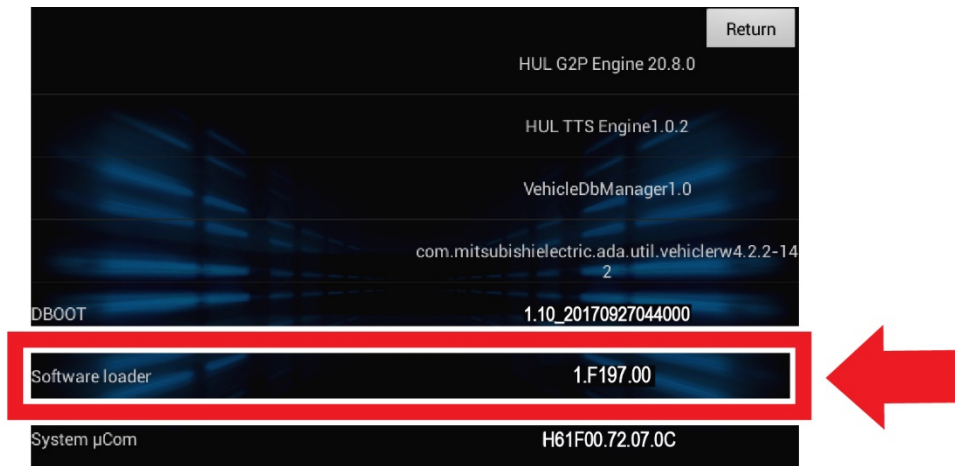 Return
HUL G2P Engine 20.8.0
HUL TTS Engine1.0.2
VehicleDbManager1.0
com.mitsubishielectric.ada.util.vehiclerw4.2.2-14
2
DBOOT 1.10_20170927044000
Software loader 1.F197.00
System µCom H61F00.72.07.0C